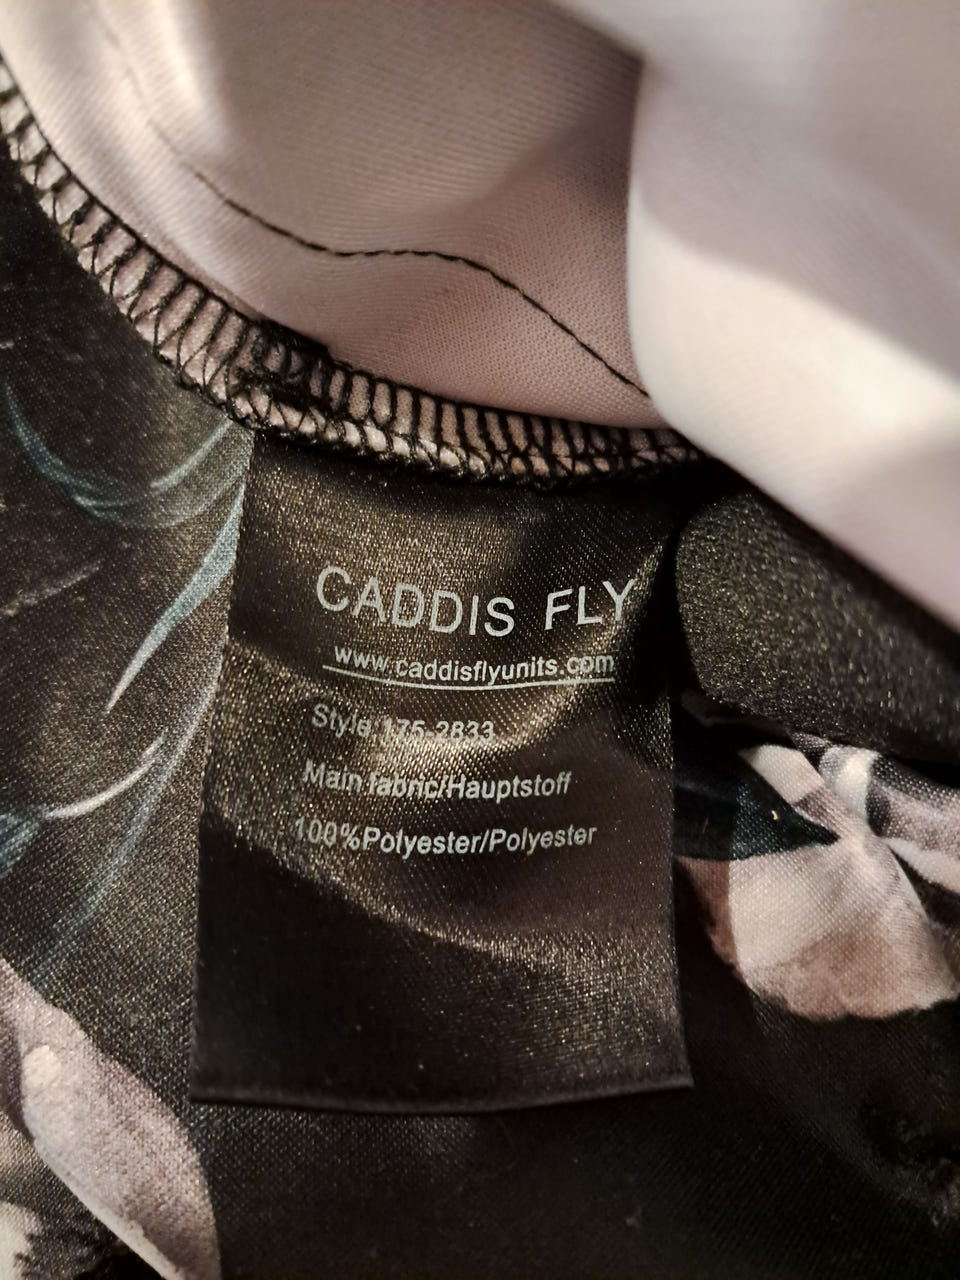 CADDIS FLY
www.caddisflyunits.com
Style:175-2833
Main fabric/Hauptstoff
100%Polyester/Polyester